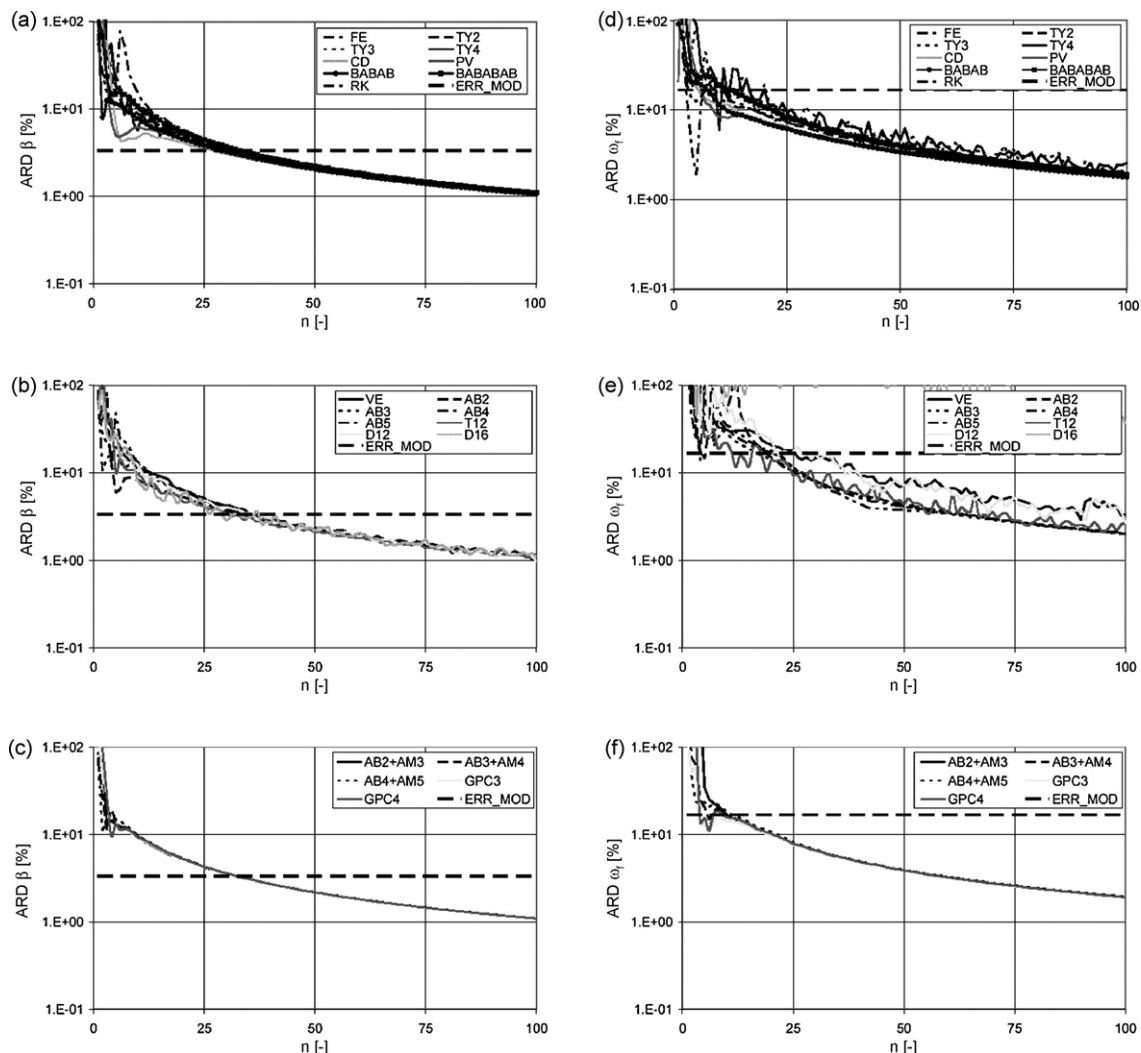 (a)
1.E+02
1.E+01
1.E+00
1.E-01
ARD β [%]
FE TY2
TY3 TY4
CD PV
BABAB BABABAB
RK ERR_MOD
0 25 50 75 100
n [-]
(d)
1.E+02
1.E+01
1.E+00
1.E-01
ARD ωf [%]
FE TY2
TY3 TY4
CD PV
BABAB BABABAB
RK ERR_MOD
0 25 50 75 100
n [-]
(b)
1.E+02
1.E+01
1.E+00
1.E-01
ARD β [%]
VE AB2
AB3 AB4
AB5 T12
D12 D16
ERR_MOD
0 25 50 75 100
n [-]
(e)
1.E+02
1.E+01
1.E+00
1.E-01
ARD ωf [%]
VE AB2
AB3 AB4
AB5 T12
D12 D16
ERR_MOD
0 25 50 75 100
n [-]
(c)
1.E+02
1.E+01
1.E+00
1.E-01
ARD β [%]
AB2+AM3 AB3+AM4
AB4+AM5 GPC3
GPC4 ERR_MOD
0 25 50 75 100
n [-]
(f)
1.E+02
1.E+01
1.E+00
1.E-01
ARD ωf [%]
AB2+AM3 AB3+AM4
AB4+AM5 GPC3
GPC4 ERR_MOD
0 25 50 75 100
n [-]